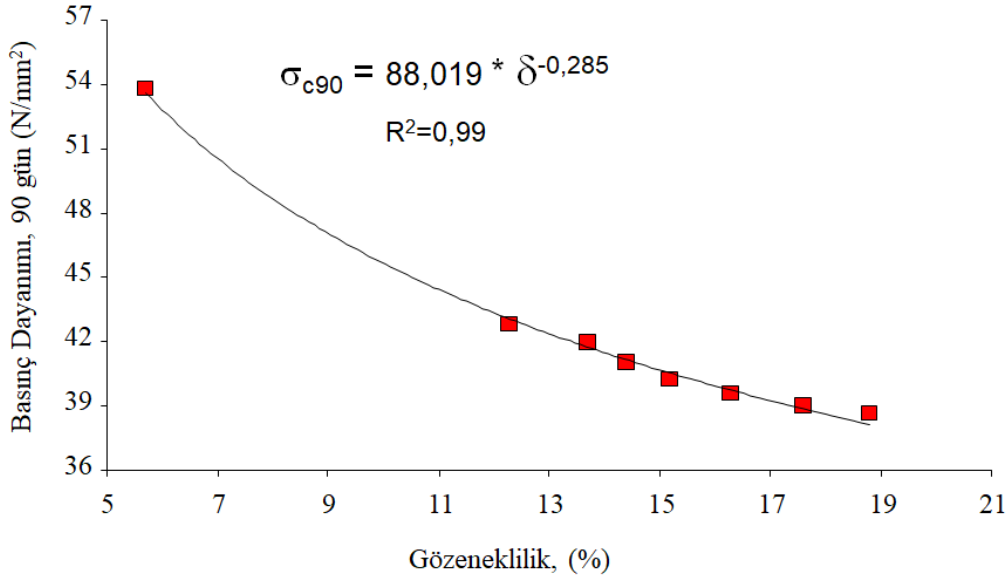 57
54
51
48
45
42
39
36
5 7 9 11 13 15 17 19 21
Basınç Dayanımı, 90 gün (N/mm²)
σc90 = 88,019 * δ-0,285
R²=0,99
Gözeneklilik, (%)